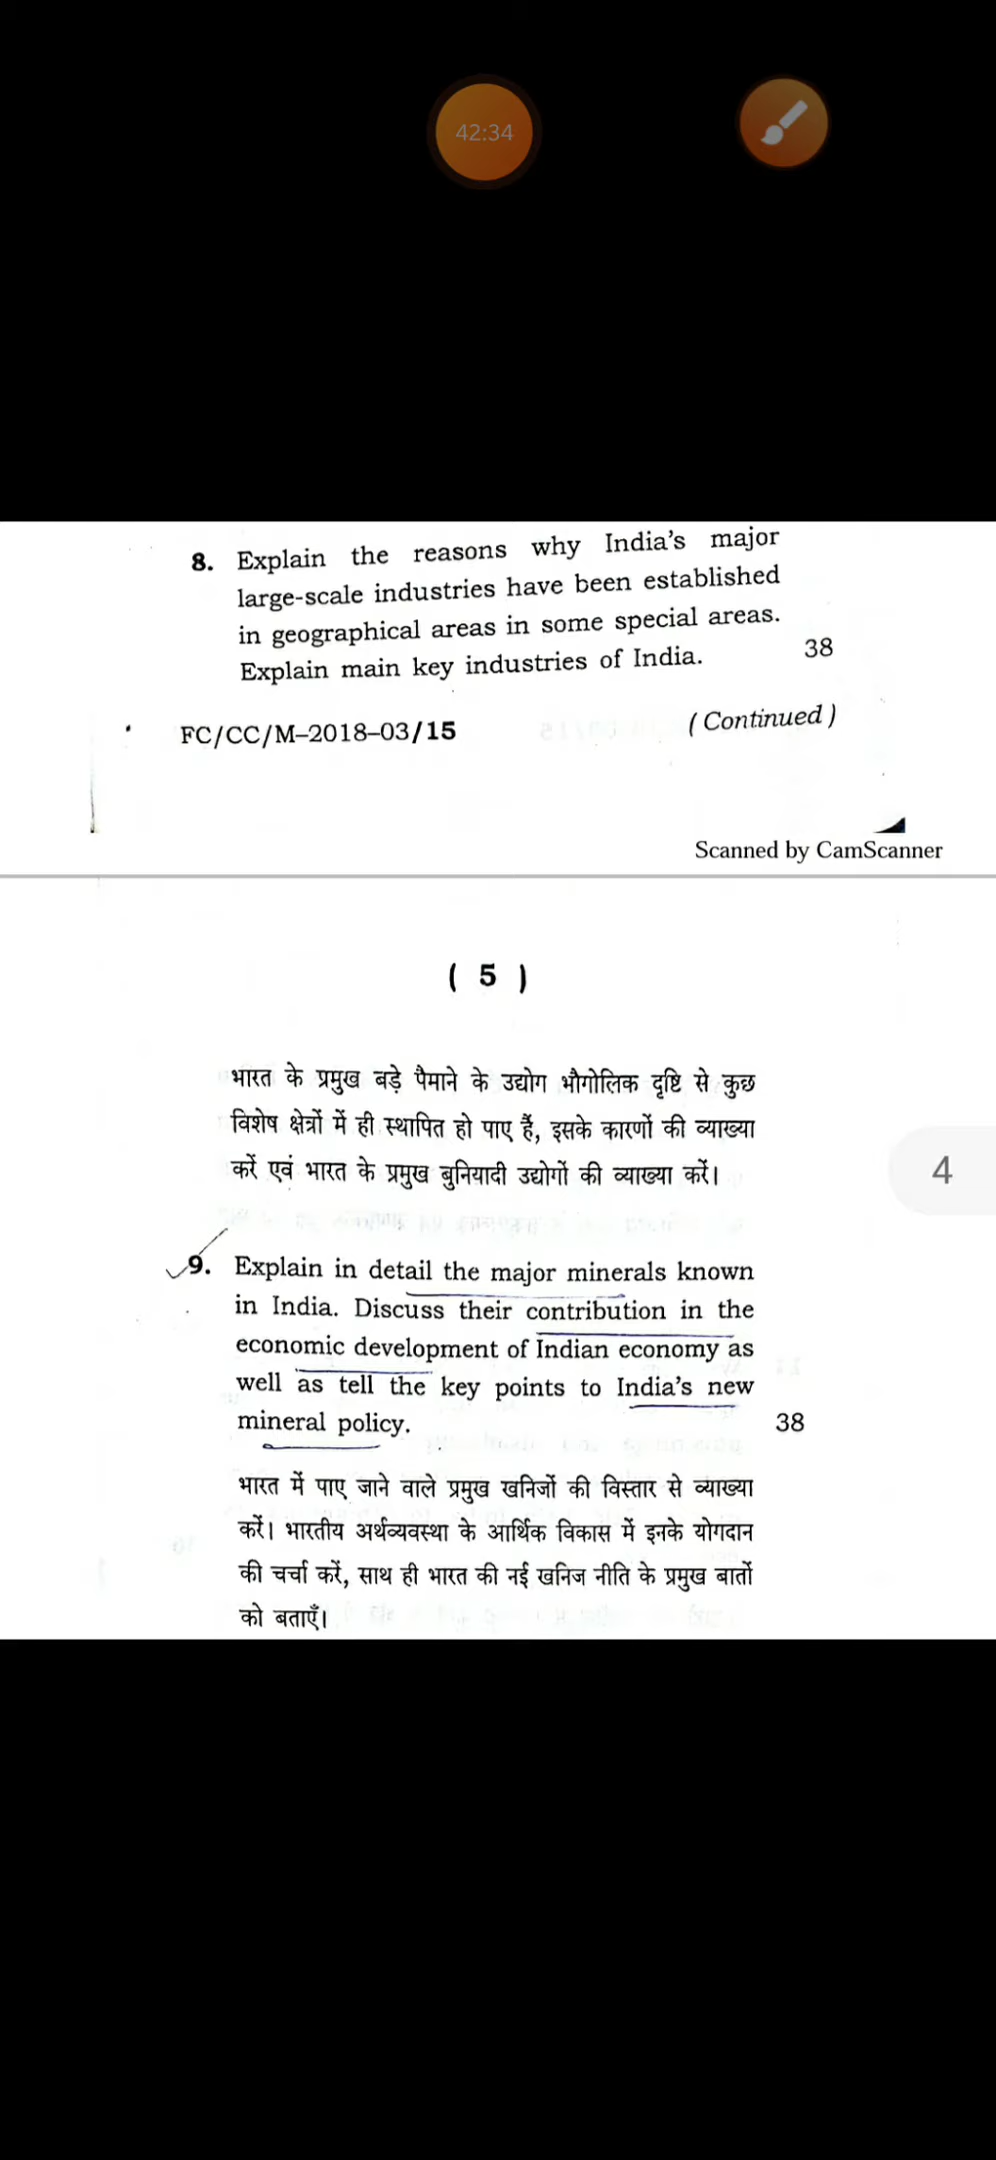 42:34
8. Explain the reasons why India's major
large-scale industries have been established
in geographical areas in some special areas.
Explain main key industries of India. 38
FC/CC/M–2018–03/15 ( Continued )
Scanned by CamScanner
( 5 )
भारत के प्रमुख बड़े पैमाने के उद्योग भौगोलिक दृष्टि से कुछ
विशेष क्षेत्रों में ही स्थापित हो पाए हैं, इसके कारणों की व्याख्या
करें एवं भारत के प्रमुख बुनियादी उद्योगों की व्याख्या करें।
4
9. Explain in detail the major minerals known
in India. Discuss their contribution in the
economic development of Indian economy as
well as tell the key points to India's new
mineral policy. 38
भारत में पाए जाने वाले प्रमुख खनिजों की विस्तार से व्याख्या
करें। भारतीय अर्थव्यवस्था के आर्थिक विकास में इनके योगदान
की चर्चा करें, साथ ही भारत की नई खनिज नीति के प्रमुख बातों
को बताएँ।